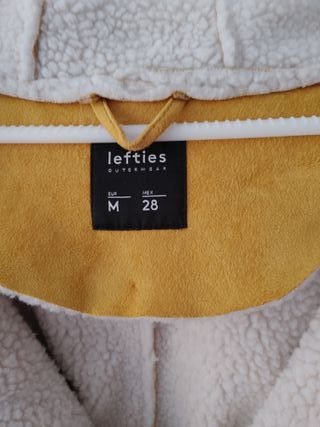 lefties
OUTERWEAR
EUR MEX
M 28